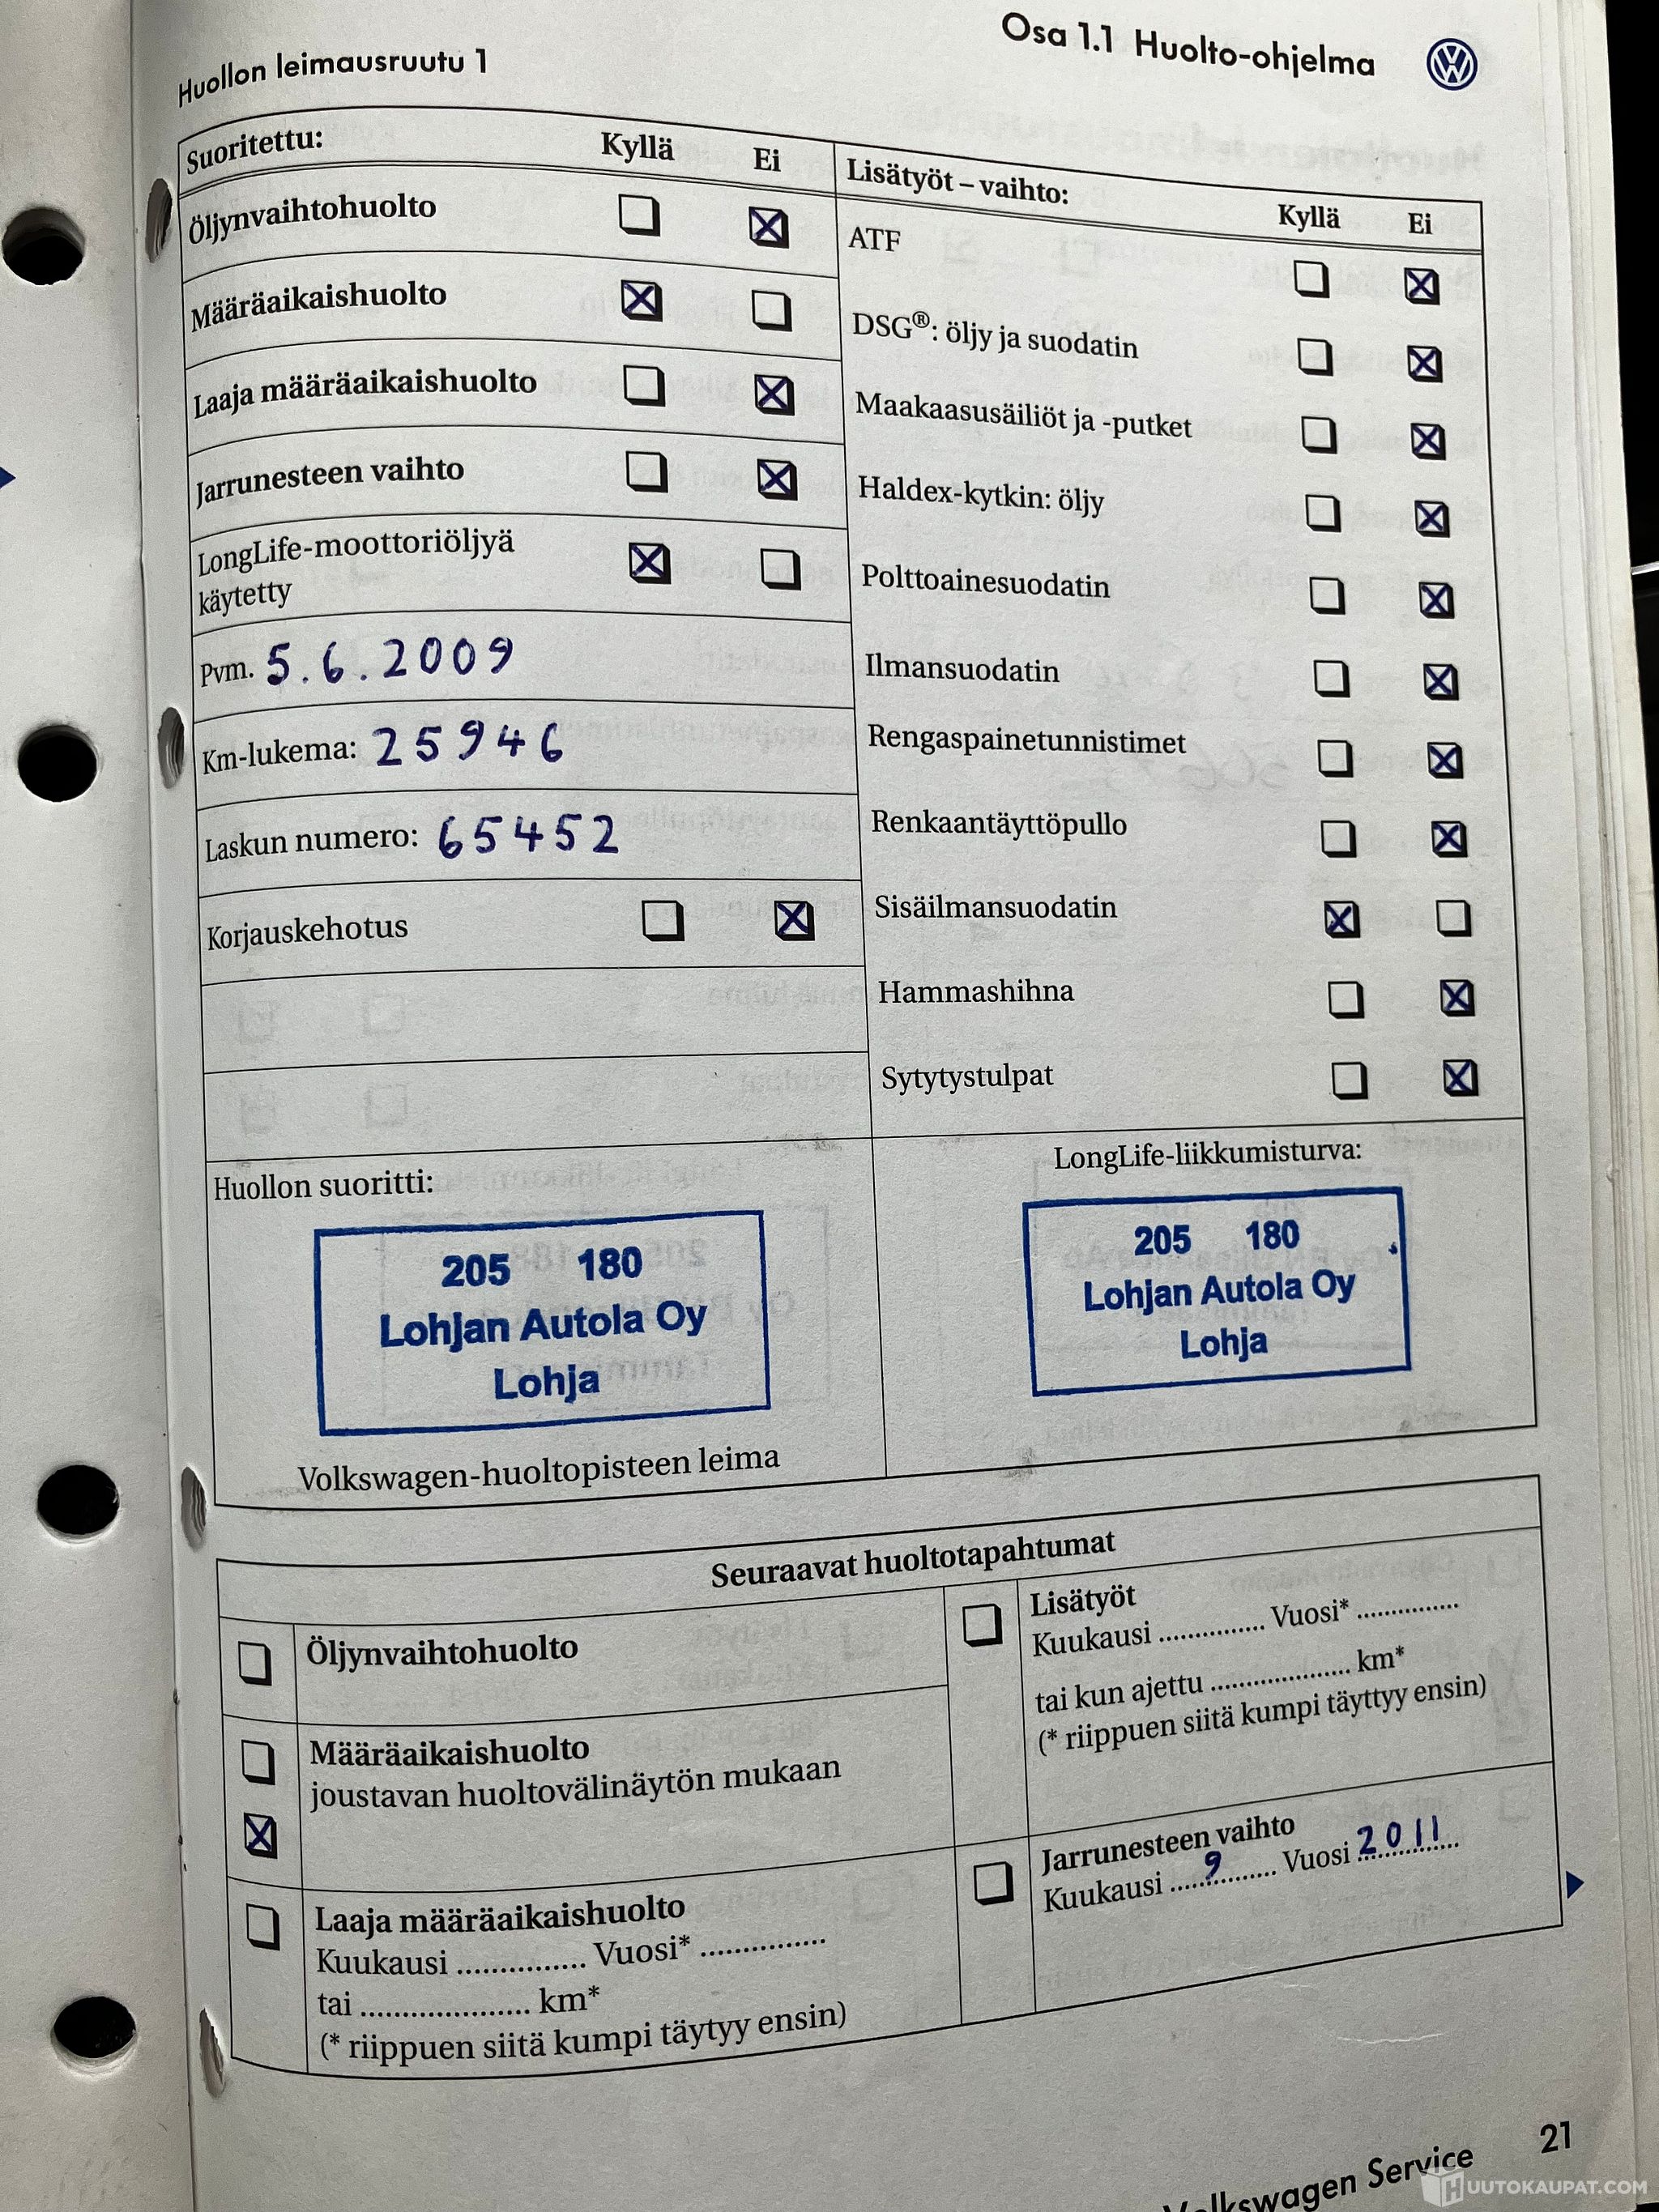 Osa 1.1 Huolto-ohjelma
Huollon leimausruutu 1
Suoritettu: Kyllä Ei
Öljynvaihtohuolto
Määräaikaishuolto
Laaja määräaikaishuolto
Jarrunesteen vaihto
LongLife-moottoriöljyä
käytetty
Pvm. 5.6.2009
Km-lukema: 25946
Laskun numero: 65452
Korjauskehotus
Lisätyöt – vaihto: Kyllä Ei
ATF
DSG®: öljy ja suodatin
Maakaasusäiliöt ja -putket
Haldex-kytkin: öljy
Polttoainesuodatin
Ilmansuodatin
Rengaspainetunnistimet
Renkaantäyttöpullo
Sisäilmansuodatin
Hammashihna
Sytytystulpat
Huollon suoritti:
205 180
Lohjan Autola Oy
Lohja
Volkswagen-huoltopisteen leima
LongLife-liikkumisturva:
205 180
Lohjan Autola Oy
Lohja
Seuraavat huoltotapahtumat
Öljynvaihtohuolto
Määräaikaishuolto
joustavan huoltovälinäytön mukaan
Laaja määräaikaishuolto
Kuukausi ............... Vuosi* ...............
tai .................... km*
(* riippuen siitä kumpi täytyy ensin)
Lisätyöt
Kuukausi ............... Vuosi* ...............
tai kun ajettu .................... km*
(* riippuen siitä kumpi täyttyy ensin)
Jarrunesteen vaihto
Kuukausi 9 Vuosi 2011
Volkswagen Service 21
HUUTOKAUPAT.COM